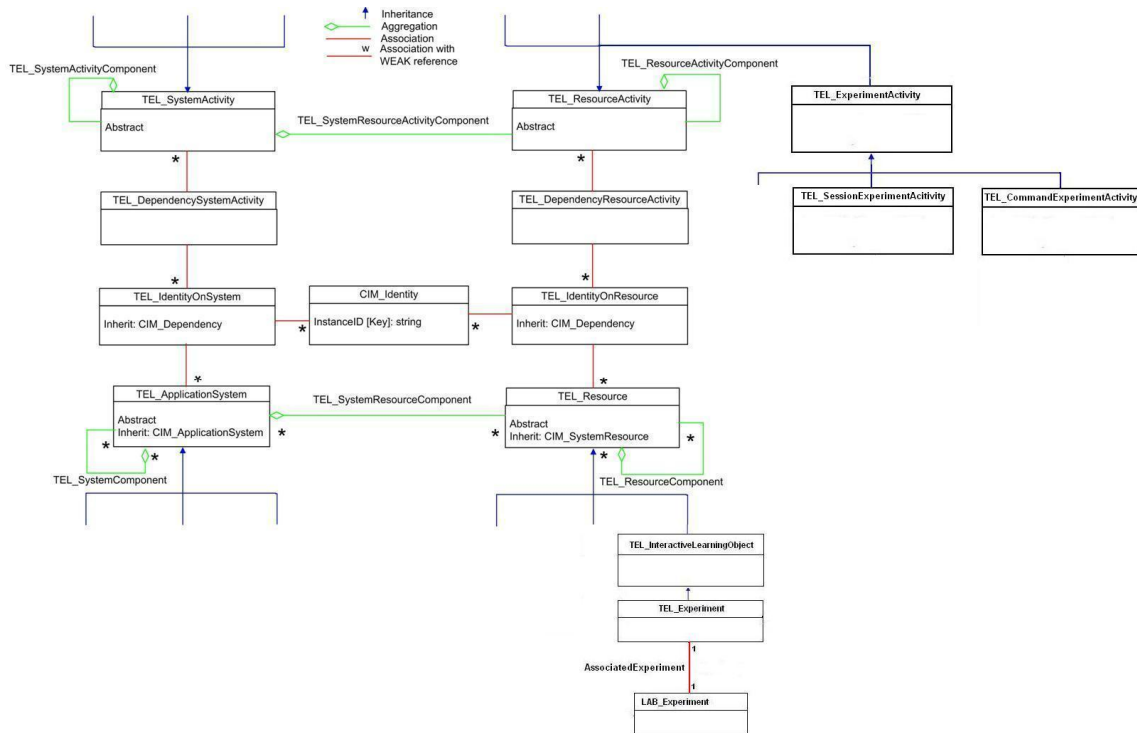 Inheritance
Aggregation
Association
w Association with
WEAK reference
TEL_SystemActivityComponent
TEL_ResourceActivityComponent
TEL_SystemActivity
Abstract
TEL_SystemResourceActivityComponent
TEL_ResourceActivity
Abstract
TEL_ExperimentActivity
*
*
TEL_DependencySystemActivity
TEL_DependencyResourceActivity
TEL_SessionExperimentAcitivity
TEL_CommandExperimentActivity
*
*
TEL_IdentityOnSystem
Inherit: CIM_Dependency
CIM_Identity
InstanceID [Key]: string
TEL_IdentityOnResource
Inherit: CIM_Dependency
*
*
*
*
TEL_ApplicationSystem
Abstract
Inherit: CIM_ApplicationSystem
TEL_SystemResourceComponent
TEL_Resource
Abstract
Inherit: CIM_SystemResource
*
*
*
*
*
*
TEL_SystemComponent
TEL_ResourceComponent
TEL_InteractiveLearningObject
TEL_Experiment
1
AssociatedExperiment
1
LAB_Experiment